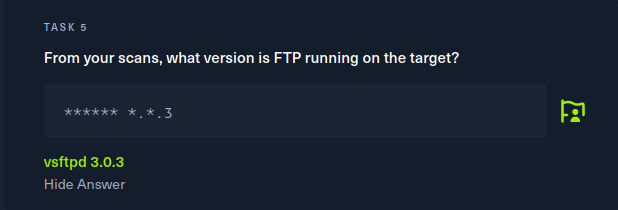 TASK 5
From your scans, what version is FTP running on the target?
****** *.*.3
vsftpd 3.0.3
Hide Answer